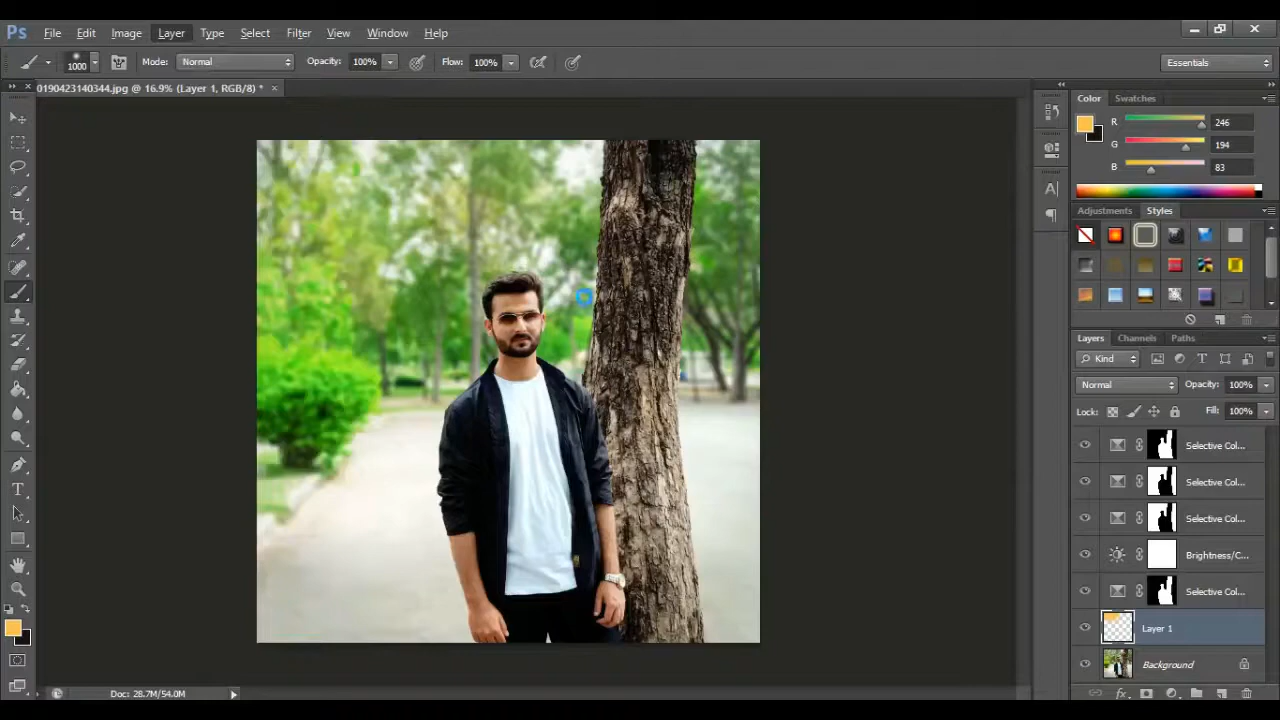 Ps File Edit Image Layer Type Select Filter View Window Help
1000 Mode: Normal Opacity: 100% Flow: 100% Essentials
0190423140344.jpg @ 16.9% (Layer 1, RGB/8) * ×
Color Swatches
R 246
G 194
B 83
Adjustments Styles
Layers Channels Paths
Kind
Normal Opacity: 100%
Lock: Fill: 100%
Selective Col...
Selective Col...
Selective Col...
Brightness/C...
Selective Col...
Layer 1
Background
Doc: 28.7M/54.0M